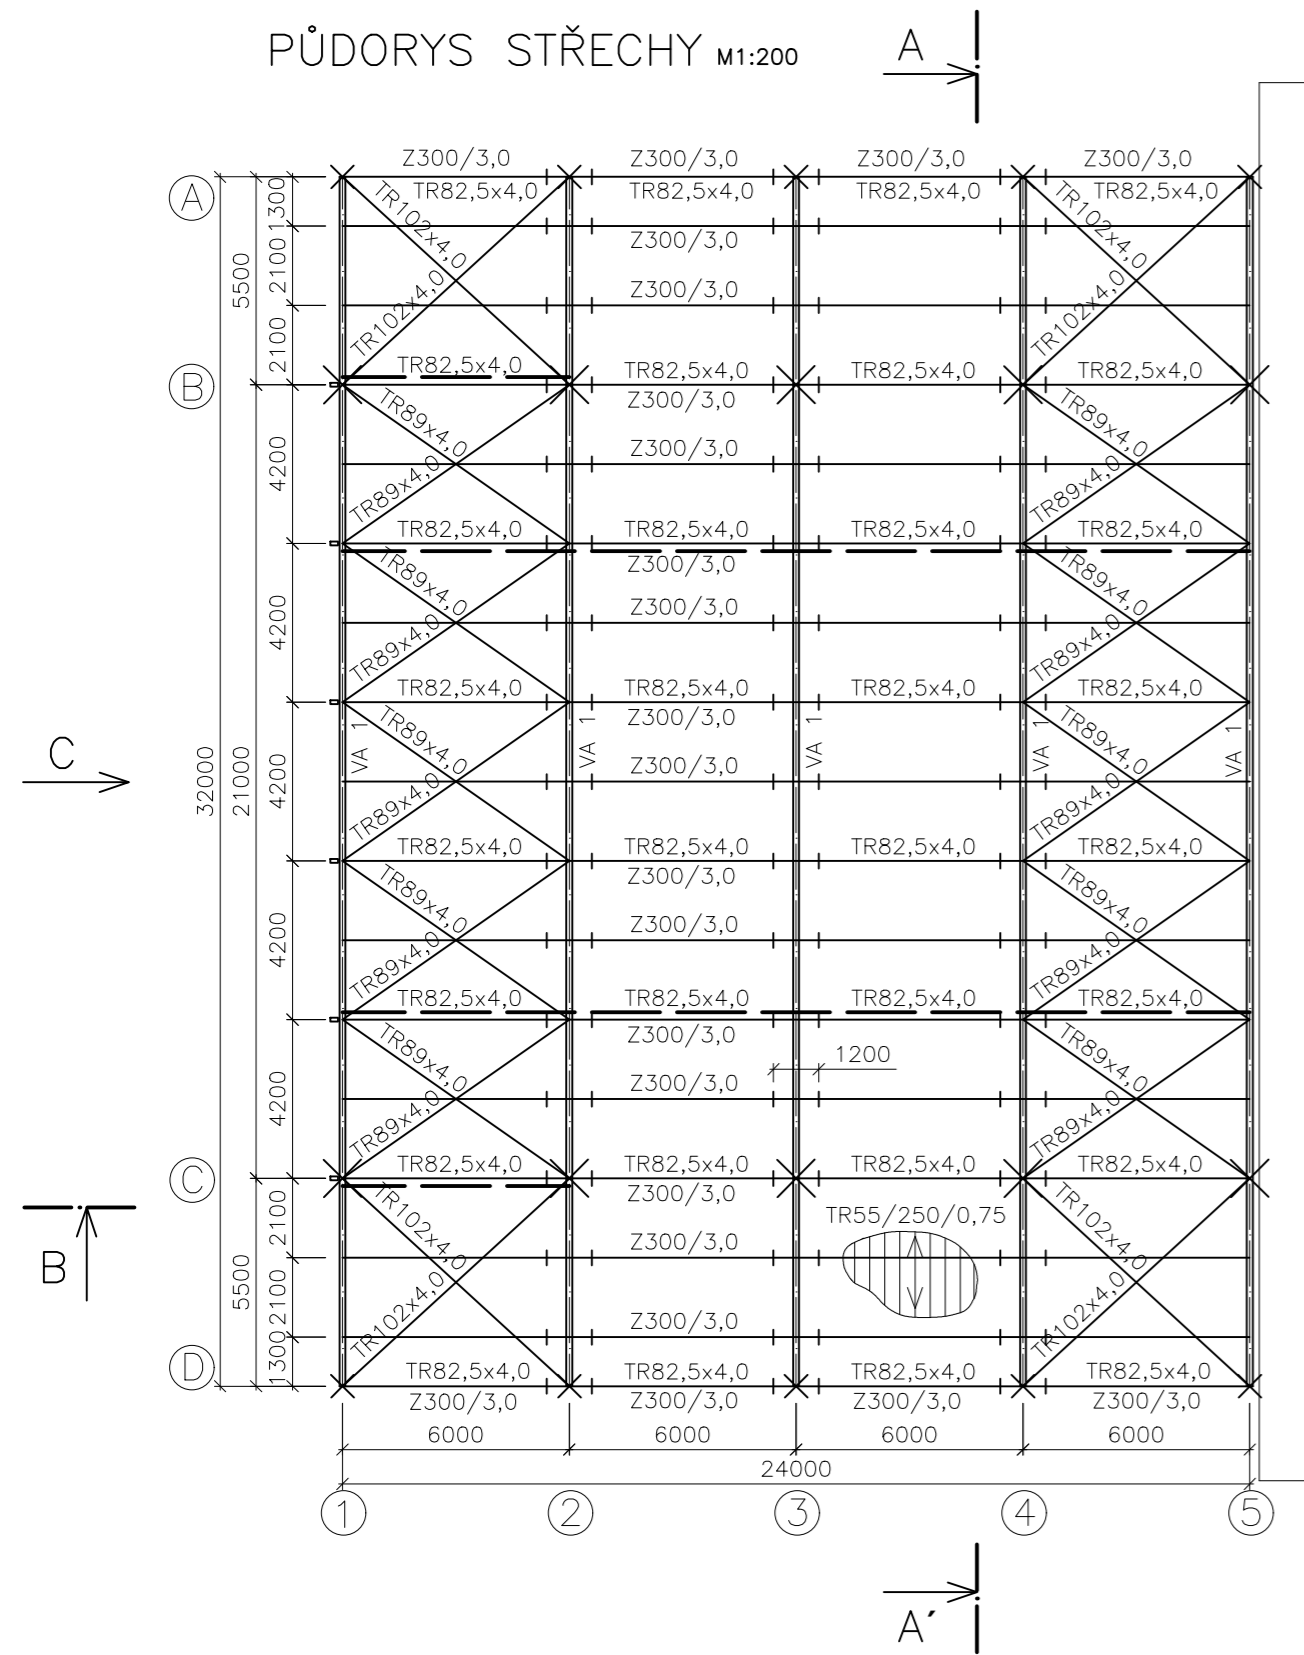 PŮDORYS STŘECHY M1:200
A
Z300/3,0 Z300/3,0 Z300/3,0 Z300/3,0
A
TR82,5x4,0 TR82,5x4,0 TR82,5x4,0 TR82,5x4,0
1300
TR102x4,0 TR102x4,0
Z300/3,0
2100
5500
Z300/3,0
TR102x4,0 TR102x4,0
2100
TR82,5x4,0 TR82,5x4,0 TR82,5x4,0 TR82,5x4,0
B
Z300/3,0
TR89x4,0 TR89x4,0
4200
Z300/3,0
TR89x4,0 TR89x4,0
TR82,5x4,0 TR82,5x4,0 TR82,5x4,0 TR82,5x4,0
Z300/3,0
TR89x4,0 TR89x4,0
4200
Z300/3,0
TR89x4,0 TR89x4,0
TR82,5x4,0 TR82,5x4,0 TR82,5x4,0 TR82,5x4,0
Z300/3,0
TR89x4,0 TR89x4,0
VA 1 VA 1 VA 1 VA 1 VA 1
C
32000
21000
4200
Z300/3,0
TR89x4,0 TR89x4,0
TR82,5x4,0 TR82,5x4,0 TR82,5x4,0 TR82,5x4,0
Z300/3,0
TR89x4,0 TR89x4,0
4200
Z300/3,0
TR89x4,0 TR89x4,0
TR82,5x4,0 TR82,5x4,0 TR82,5x4,0 TR82,5x4,0
Z300/3,0
1200
TR89x4,0 TR89x4,0
4200
Z300/3,0
TR89x4,0 TR89x4,0
TR82,5x4,0 TR82,5x4,0 TR82,5x4,0 TR82,5x4,0
C
Z300/3,0
TR102x4,0 TR102x4,0
2100
TR55/250/0,75
B
Z300/3,0
5500
2100
TR102x4,0 TR102x4,0
Z300/3,0
1300
D
TR82,5x4,0 TR82,5x4,0 TR82,5x4,0 TR82,5x4,0
Z300/3,0 Z300/3,0 Z300/3,0 Z300/3,0
6000 6000 6000 6000
24000
1 2 3 4 5
A´